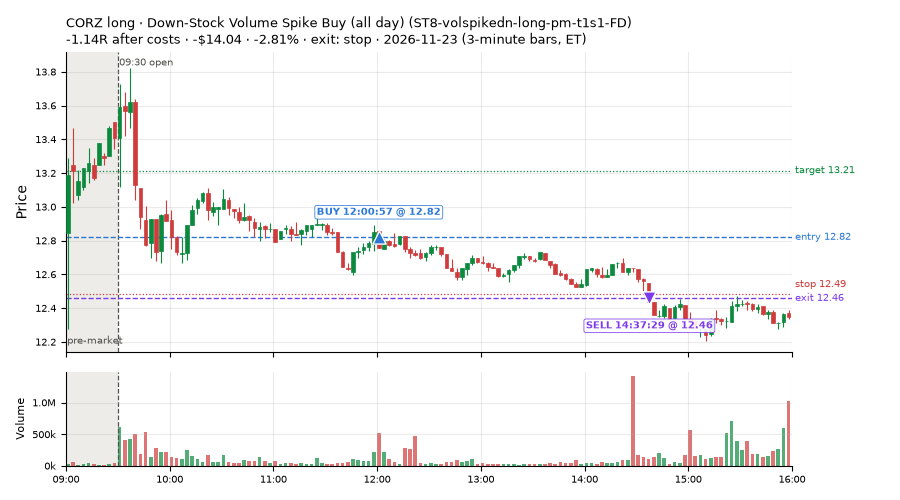 CORZ long · Down-Stock Volume Spike Buy (all day) (ST8-volspikedn-long-pm-t1s1-FD)
-1.14R after costs · -$14.04 · -2.81% · exit: stop · 2026-11-23 (3-minute bars, ET)
09:30 open
13.8
13.6
13.4
13.2
13.0
12.8
12.6
12.4
12.2
Price
target 13.21
BUY 12:00:57 @ 12.82
entry 12.82
stop 12.49
exit 12.46
SELL 14:37:29 @ 12.46
pre-market
Volume
1.0M
500k
0k
09:00
10:00
11:00
12:00
13:00
14:00
15:00
16:00